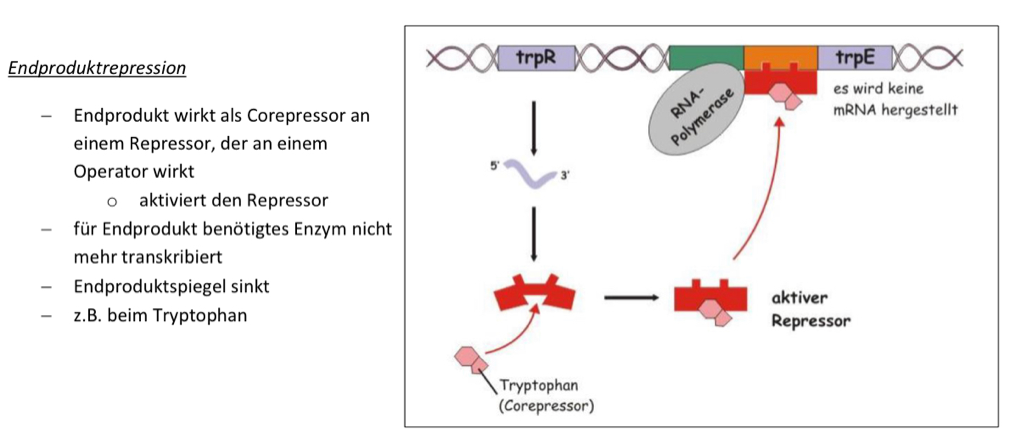 Endproduktrepression
– Endprodukt wirkt als Corepressor an
einem Repressor, der an einem
Operator wirkt
o aktiviert den Repressor
– für Endprodukt benötigtes Enzym nicht
mehr transkribiert
– Endproduktspiegel sinkt
– z.B. beim Tryptophan
trpR
trpE
RNA-
Polymerase
es wird keine
mRNA hergestellt
5'
3'
aktiver
Repressor
Tryptophan
(Corepressor)